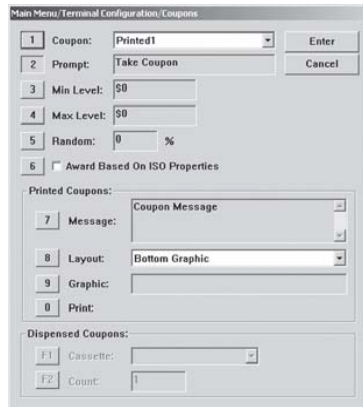 Main Menu/Terminal Configuration/Coupons
1 Coupon: Printed1 Enter
2 Prompt: Take Coupon Cancel
3 Min Level: $0
4 Max Level: $0
5 Random: 0 %
6 Award Based On ISO Properties
Printed Coupons:
7 Message: Coupon Message
8 Layout: Bottom Graphic
9 Graphic:
0 Print:
Dispensed Coupons:
F1 Cassette:
F2 Count: 1